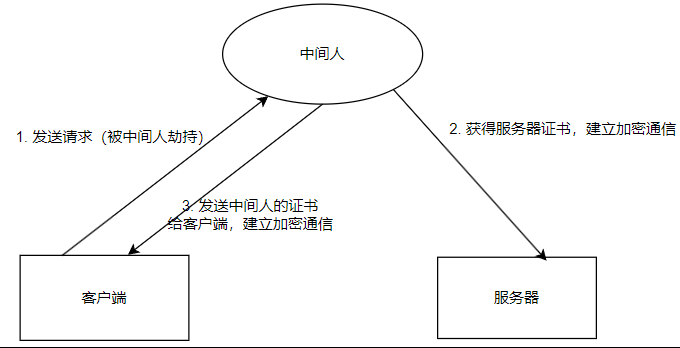 中间人
1. 发送请求（被中间人劫持）
2. 获得服务器证书，建立加密通信
3. 发送中间人的证书
给客户端，建立加密通信
客户端
服务器